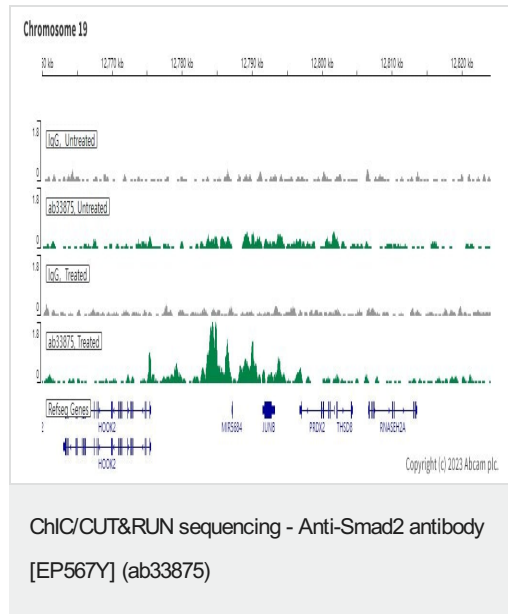 Chromosome 19
12,770 kb 12,780 kb 12,790 kb 12,800 kb 12,810 kb 12,820 kb
1.8
IgG, Untreated
0
1.8
ab33875, Untreated
0
1.8
IgG, Treated
0
1.8
ab33875, Treated
0
Refseq Genes
HOOK2 MIR5684 JUNB PRDX2 THSD8 RNASEH2A
HOOK2
Copyright (c) 2023 Abcam plc.
ChIC/CUT&RUN sequencing - Anti-Smad2 antibody
[EP567Y] (ab33875)